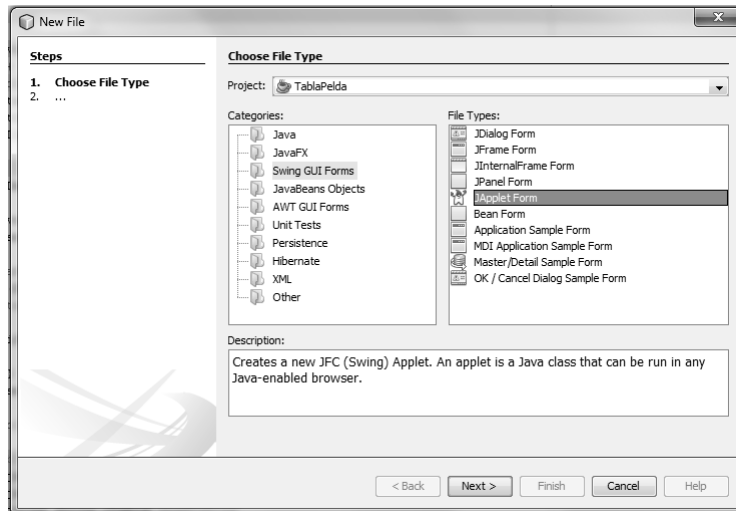 New File
Steps
1. Choose File Type
2. ...
Choose File Type
Project: TablaPelda
Categories:
Java
JavaFX
Swing GUI Forms
JavaBeans Objects
AWT GUI Forms
Unit Tests
Persistence
Hibernate
XML
Other
File Types:
JDialog Form
JFrame Form
JInternalFrame Form
JPanel Form
JApplet Form
Bean Form
Application Sample Form
MDI Application Sample Form
Master/Detail Sample Form
OK / Cancel Dialog Sample Form
Description:
Creates a new JFC (Swing) Applet. An applet is a Java class that can be run in any
Java-enabled browser.
< Back Next > Finish Cancel Help